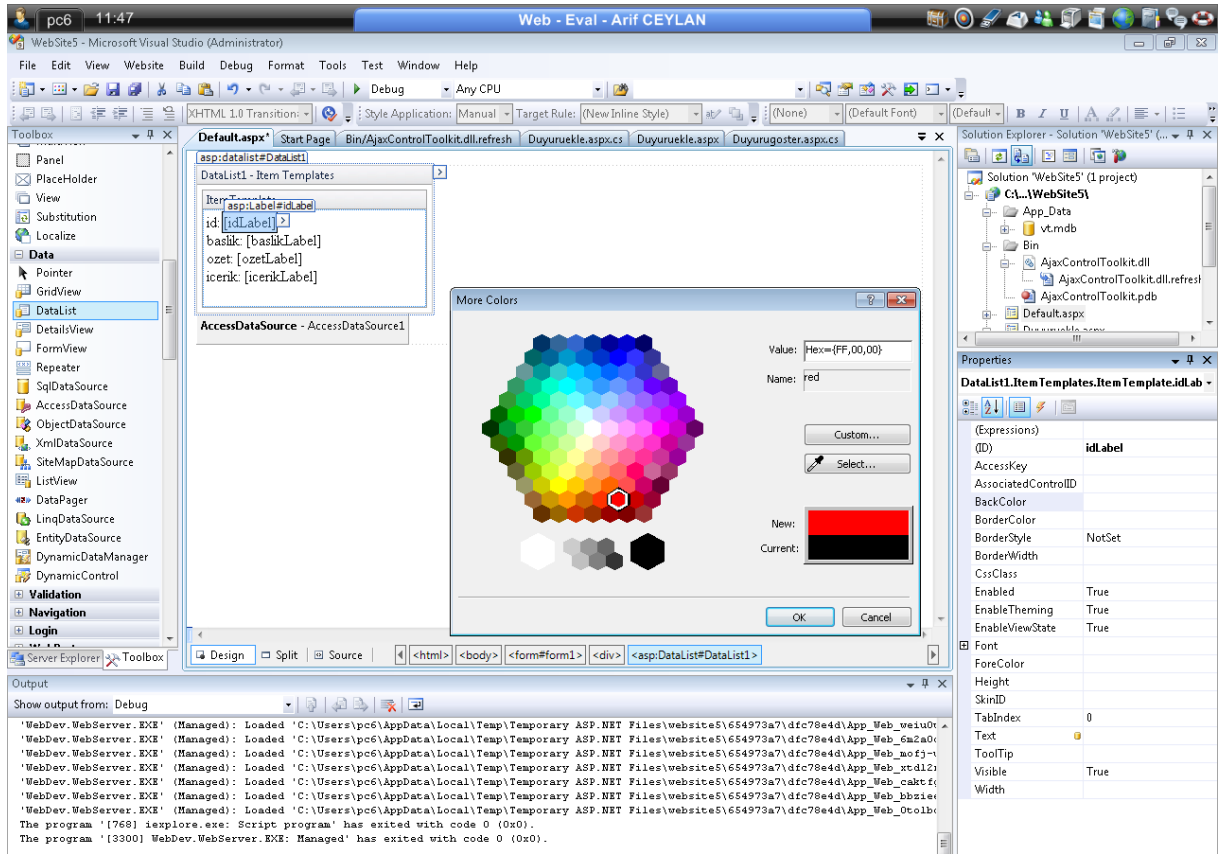 pc6 11:47 Web - Eval - Arif CEYLAN
WebSite5 - Microsoft Visual Studio (Administrator)
File Edit View Website Build Debug Format Tools Test Window Help
Debug Any CPU
XHTML 1.0 Transition: Style Application: Manual Target Rule: (New Inline Style) (None) (Default Font) (Default B I U A
Toolbox
Panel
PlaceHolder
View
Substitution
Localize
Data
Pointer
GridView
DataList
DetailsView
FormView
Repeater
SqlDataSource
AccessDataSource
ObjectDataSource
XmlDataSource
SiteMapDataSource
ListView
DataPager
LinqDataSource
EntityDataSource
DynamicDataManager
DynamicControl
Validation
Navigation
Login
Server Explorer Toolbox
Default.aspx* Start Page Bin/AjaxControlToolkit.dll.refresh Duyuruekle.aspx.cs Duyuruekle.aspx Duyurugoster.aspx.cs
asp:datalist#DataList1
DataList1 - Item Templates
ItemTemplate
asp:Label#idLabel
id: [idLabel]
baslik: [baslikLabel]
ozet: [ozetLabel]
icerik: [icerikLabel]
AccessDataSource - AccessDataSource1
More Colors
Value: Hex={FF,00,00}
Name: red
Custom...
Select...
New:
Current:
OK Cancel
Design Split Source <html> <body> <form#form1> <div> <asp:DataList#DataList1>
Solution Explorer - Solution 'WebSite5' (...
Solution 'WebSite5' (1 project)
C:\...\WebSite5\
App_Data
vt.mdb
Bin
AjaxControlToolkit.dll
AjaxControlToolkit.dll.refresh
AjaxControlToolkit.pdb
Default.aspx
Duyuruekle.aspx
Properties
DataList1.ItemTemplates.ItemTemplate.idLab
(Expressions)
(ID) idLabel
AccessKey
AssociatedControlID
BackColor
BorderColor
BorderStyle NotSet
BorderWidth
CssClass
Enabled True
EnableTheming True
EnableViewState True
Font
ForeColor
Height
SkinID
TabIndex 0
Text
ToolTip
Visible True
Width
Output
Show output from: Debug
'WebDev.WebServer.EXE' (Managed): Loaded 'C:\Users\pc6\AppData\Local\Temp\Temporary ASP.NET Files\website5\654973a7\dfc78e4d\App_Web_weiu0
'WebDev.WebServer.EXE' (Managed): Loaded 'C:\Users\pc6\AppData\Local\Temp\Temporary ASP.NET Files\website5\654973a7\dfc78e4d\App_Web_6m2a0
'WebDev.WebServer.EXE' (Managed): Loaded 'C:\Users\pc6\AppData\Local\Temp\Temporary ASP.NET Files\website5\654973a7\dfc78e4d\App_Web_mofj-
'WebDev.WebServer.EXE' (Managed): Loaded 'C:\Users\pc6\AppData\Local\Temp\Temporary ASP.NET Files\website5\654973a7\dfc78e4d\App_Web_xtdl2
'WebDev.WebServer.EXE' (Managed): Loaded 'C:\Users\pc6\AppData\Local\Temp\Temporary ASP.NET Files\website5\654973a7\dfc78e4d\App_Web_caktf
'WebDev.WebServer.EXE' (Managed): Loaded 'C:\Users\pc6\AppData\Local\Temp\Temporary ASP.NET Files\website5\654973a7\dfc78e4d\App_Web_bbzie
'WebDev.WebServer.EXE' (Managed): Loaded 'C:\Users\pc6\AppData\Local\Temp\Temporary ASP.NET Files\website5\654973a7\dfc78e4d\App_Web_0tolb
The program '[768] iexplore.exe: Script program' has exited with code 0 (0x0).
The program '[3300] WebDev.WebServer.EXE: Managed' has exited with code 0 (0x0).